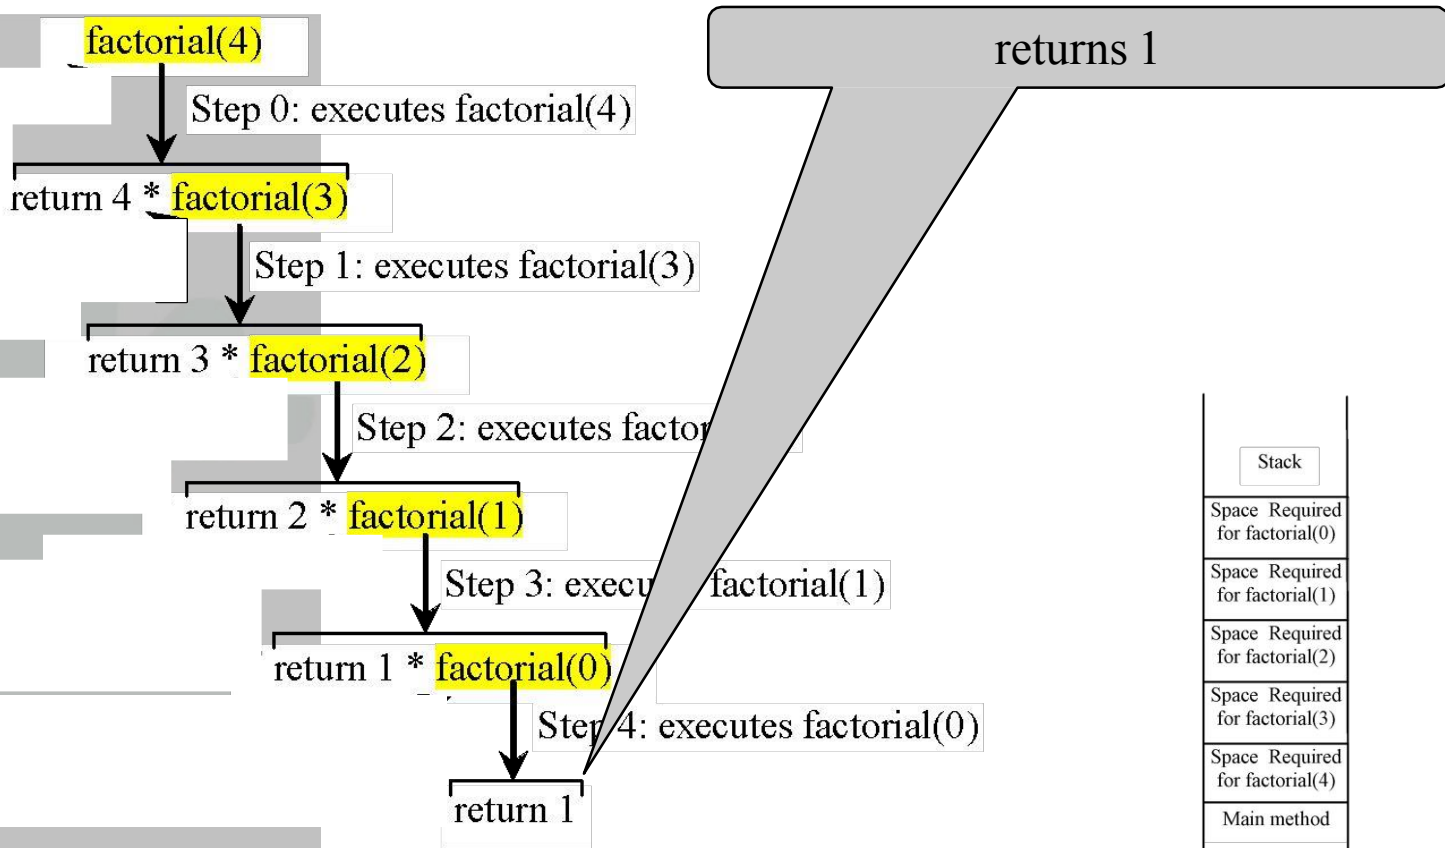 factorial(4)
returns 1
Step 0: executes factorial(4)
return 4 * factorial(3)
Step 1: executes factorial(3)
return 3 * factorial(2)
Step 2: executes
return 2 * factorial(1)
Step 3: factorial(1)
return 1 * factorial(0)
Step 4: executes factorial(0)
return 1
Stack
Space Required
for factorial(0)
Space Required
for factorial(1)
Space Required
for factorial(2)
Space Required
for factorial(3)
Space Required
for factorial(4)
Main method